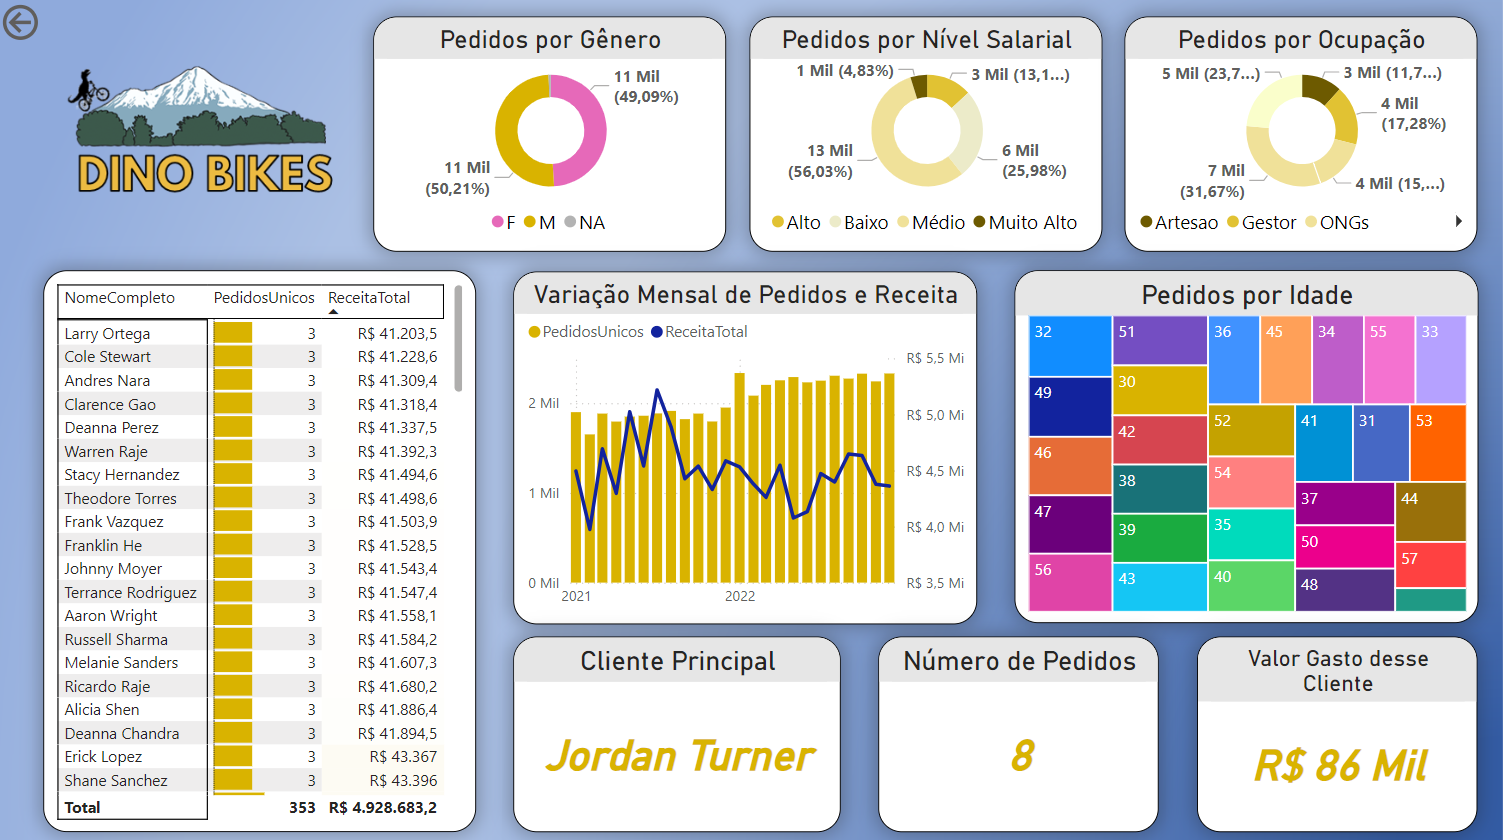 DINO BIKES
Pedidos por Gênero
11 Mil
(49,09%)
11 Mil
(50,21%)
F M NA
Pedidos por Nível Salarial
1 Mil (4,83%)
3 Mil (13,1...)
13 Mil
(56,03%)
6 Mil
(25,98%)
Alto Baixo Médio Muito Alto
Pedidos por Ocupação
5 Mil (23,7...)
3 Mil (11,7...)
4 Mil
(17,28%)
7 Mil
(31,67%)
4 Mil (15,...)
Artesao Gestor ONGs
NomeCompleto PedidosUnicos ReceitaTotal
Larry Ortega 3 R$ 41.203,5
Cole Stewart 3 R$ 41.228,6
Andres Nara 3 R$ 41.309,4
Clarence Gao 3 R$ 41.318,4
Deanna Perez 3 R$ 41.337,5
Warren Raje 3 R$ 41.392,3
Stacy Hernandez 3 R$ 41.494,6
Theodore Torres 3 R$ 41.498,6
Frank Vazquez 3 R$ 41.503,9
Franklin He 3 R$ 41.528,5
Johnny Moyer 3 R$ 41.543,4
Terrance Rodriguez 3 R$ 41.547,4
Aaron Wright 3 R$ 41.558,1
Russell Sharma 3 R$ 41.584,2
Melanie Sanders 3 R$ 41.607,3
Ricardo Raje 3 R$ 41.680,2
Alicia Shen 3 R$ 41.886,4
Deanna Chandra 3 R$ 41.894,5
Erick Lopez 3 R$ 43.367
Shane Sanchez 3 R$ 43.396
Total 353 R$ 4.928.683,2
Variação Mensal de Pedidos e Receita
PedidosUnicos ReceitaTotal
R$ 5,5 Mi
2 Mil
R$ 5,0 Mi
R$ 4,5 Mi
1 Mil
R$ 4,0 Mi
0 Mil
R$ 3,5 Mi
2021 2022
Pedidos por Idade
32 51 36 45 34 55 33
49 30
46 42 52 41 31 53
47 38 54 37 44
39 35 50 57
56 43 40 48
Cliente Principal
Jordan Turner
Número de Pedidos
8
Valor Gasto desse
Cliente
R$ 86 Mil